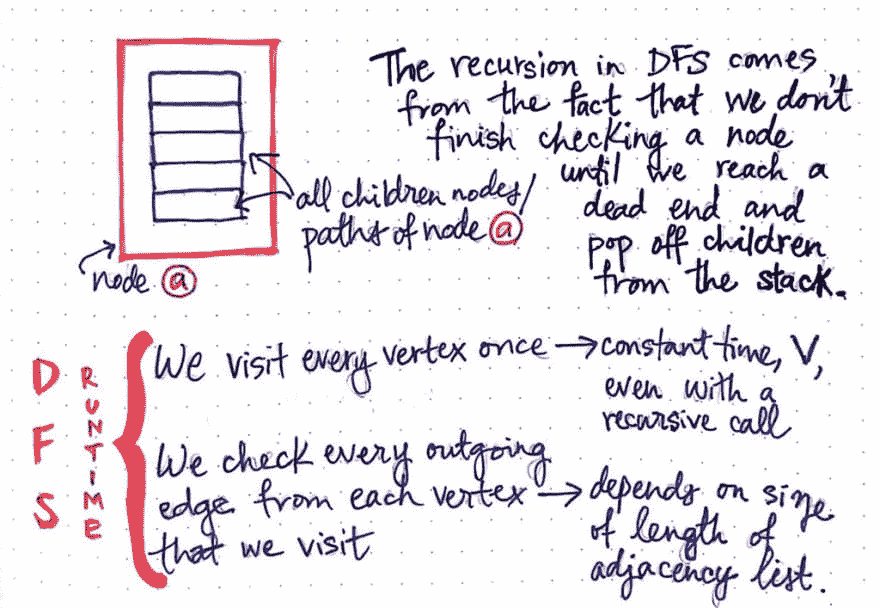 The recursion in DFS comes
from the fact that we don't
finish checking a node
until we reach a
dead end and
pop off children
from the stack.
all children nodes/
paths of node a
node a
DFS
RUNTIME
We visit every vertex once → constant time, V,
even with a
recursive call
We check every outgoing
edge from each vertex → depends on size
that we visit
of length of
adjacency list.